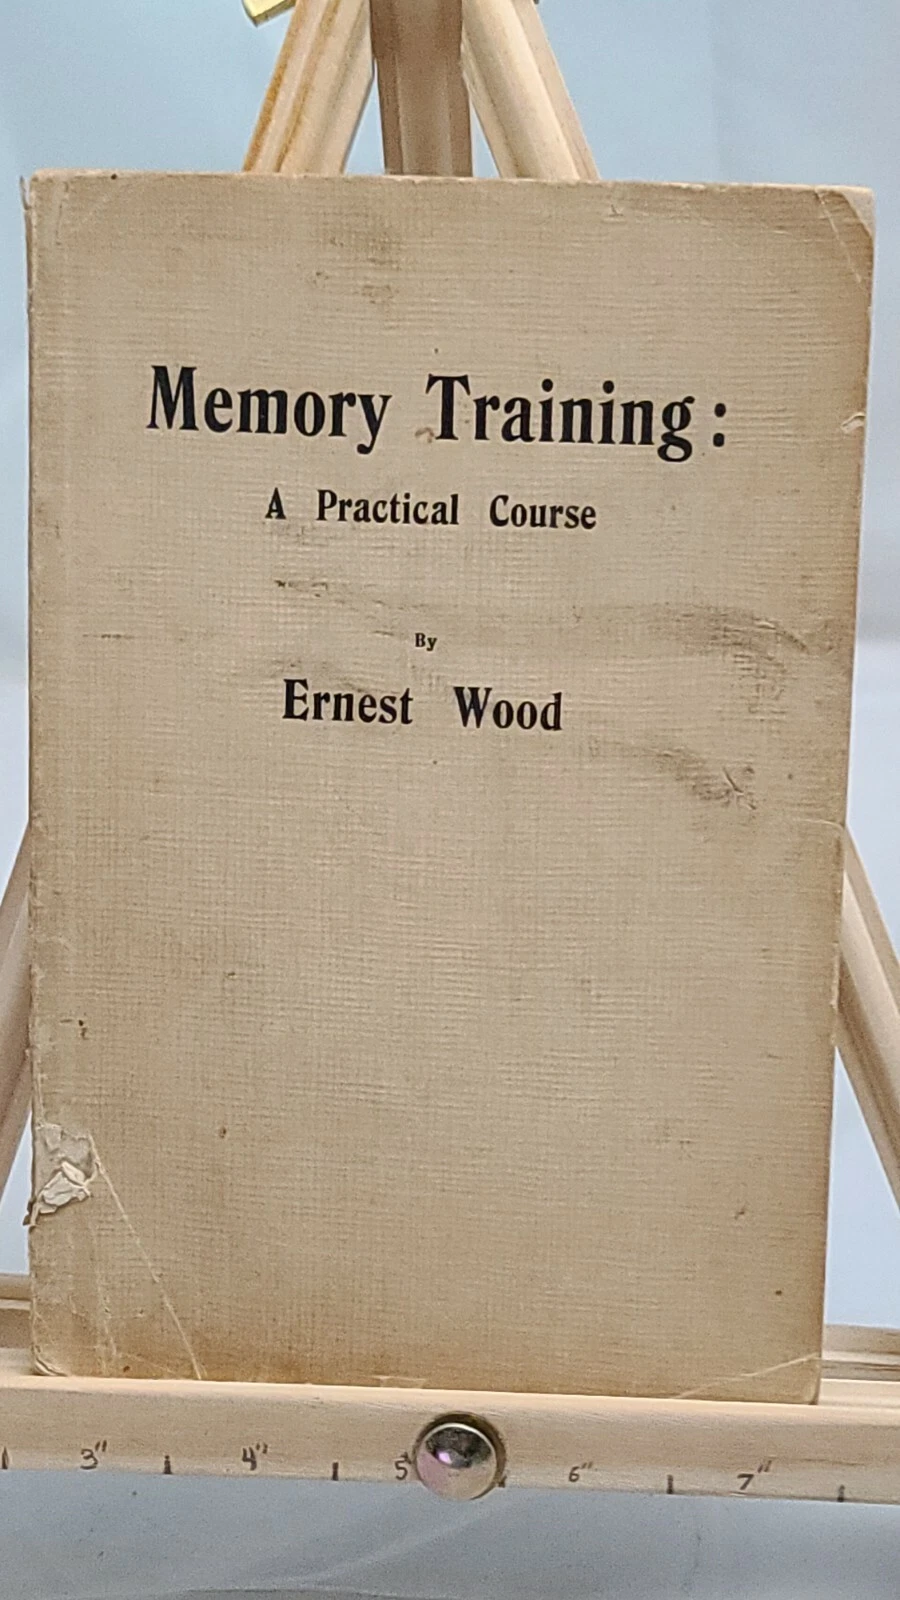 Memory Training:
A Practical Course
By
Ernest Wood
3" 4" 5" 6" 7"